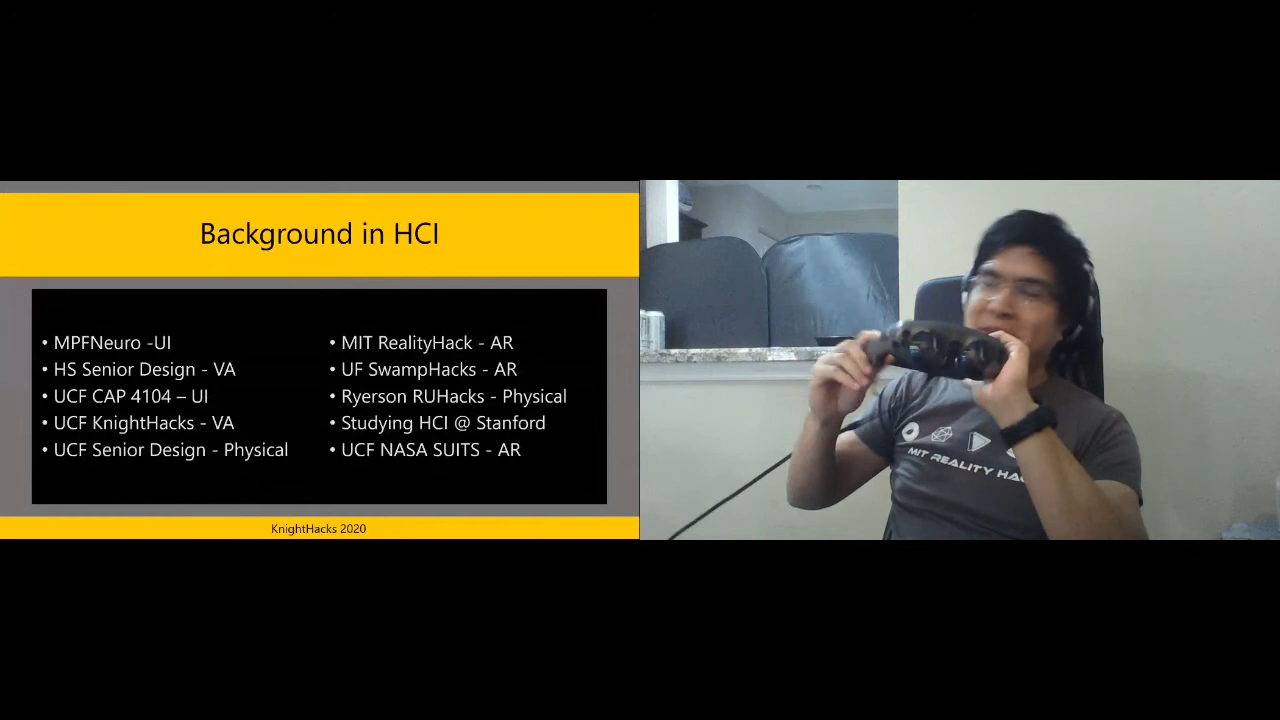 Background in HCI
• MPFNeuro -UI
• HS Senior Design - VA
• UCF CAP 4104 – UI
• UCF KnightHacks - VA
• UCF Senior Design - Physical
• MIT RealityHack - AR
• UF SwampHacks - AR
• Ryerson RUHacks - Physical
• Studying HCI @ Stanford
• UCF NASA SUITS - AR
KnightHacks 2020
MIT REALITY